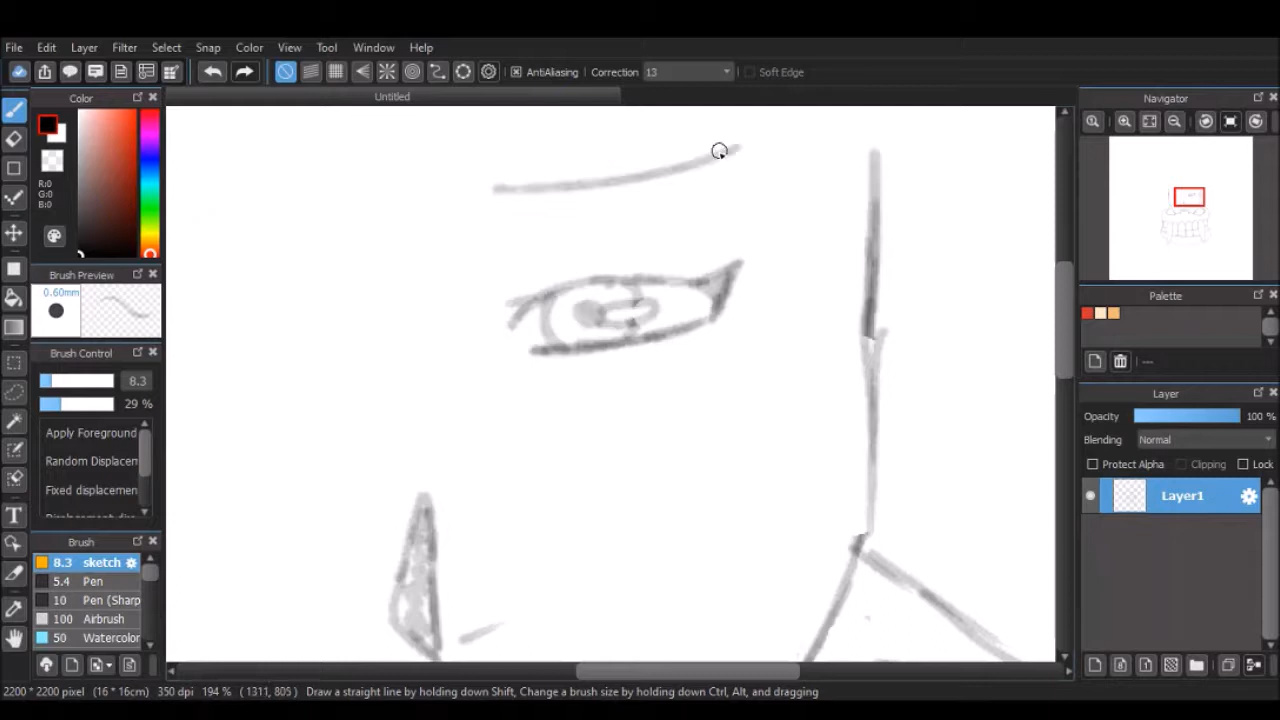 File Edit Layer Filter Select Snap Color View Tool Window Help
AntiAliasing Correction 13 Soft Edge
Color
Untitled
Navigator
R:0
G:0
B:0
Brush Preview
0.60mm
Brush Control
8.3
29 %
Apply Foreground
Random Displacem
Fixed displacemen
Brush
8.3 sketch
5.4 Pen
10 Pen (Sharp
100 Airbrush
50 Watercolor
Palette
---
Layer
Opacity 100 %
Blending Normal
Protect Alpha Clipping Lock
Layer1
2200 * 2200 pixel (16 * 16cm) 350 dpi 194 % ( 1311, 805 ) Draw a straight line by holding down Shift, Change a brush size by holding down Ctrl, Alt, and dragging